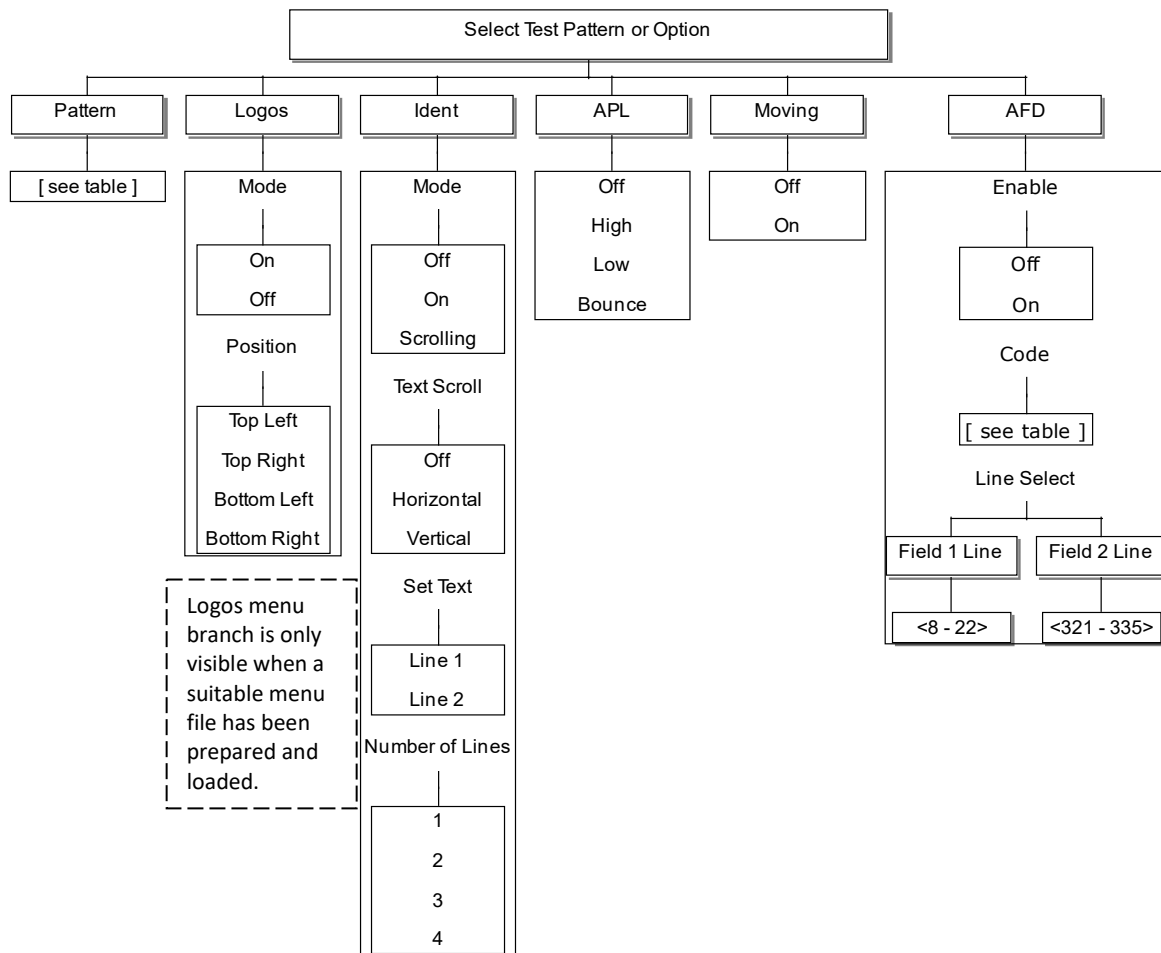 Select Test Pattern or Option
Pattern
[ see table ]
Logos
Mode
On
Off
Position
Top Left
Top Right
Bottom Left
Bottom Right
Logos menu
branch is only
visible when a
suitable menu
file has been
prepared and
loaded.
Ident
Mode
Off
On
Scrolling
Text Scroll
Off
Horizontal
Vertical
Set Text
Line 1
Line 2
Number of Lines
1
2
3
4
APL
Off
High
Low
Bounce
Moving
Off
On
AFD
Enable
Off
On
Code
[ see table ]
Line Select
Field 1 Line
<8 - 22>
Field 2 Line
<321 - 335>